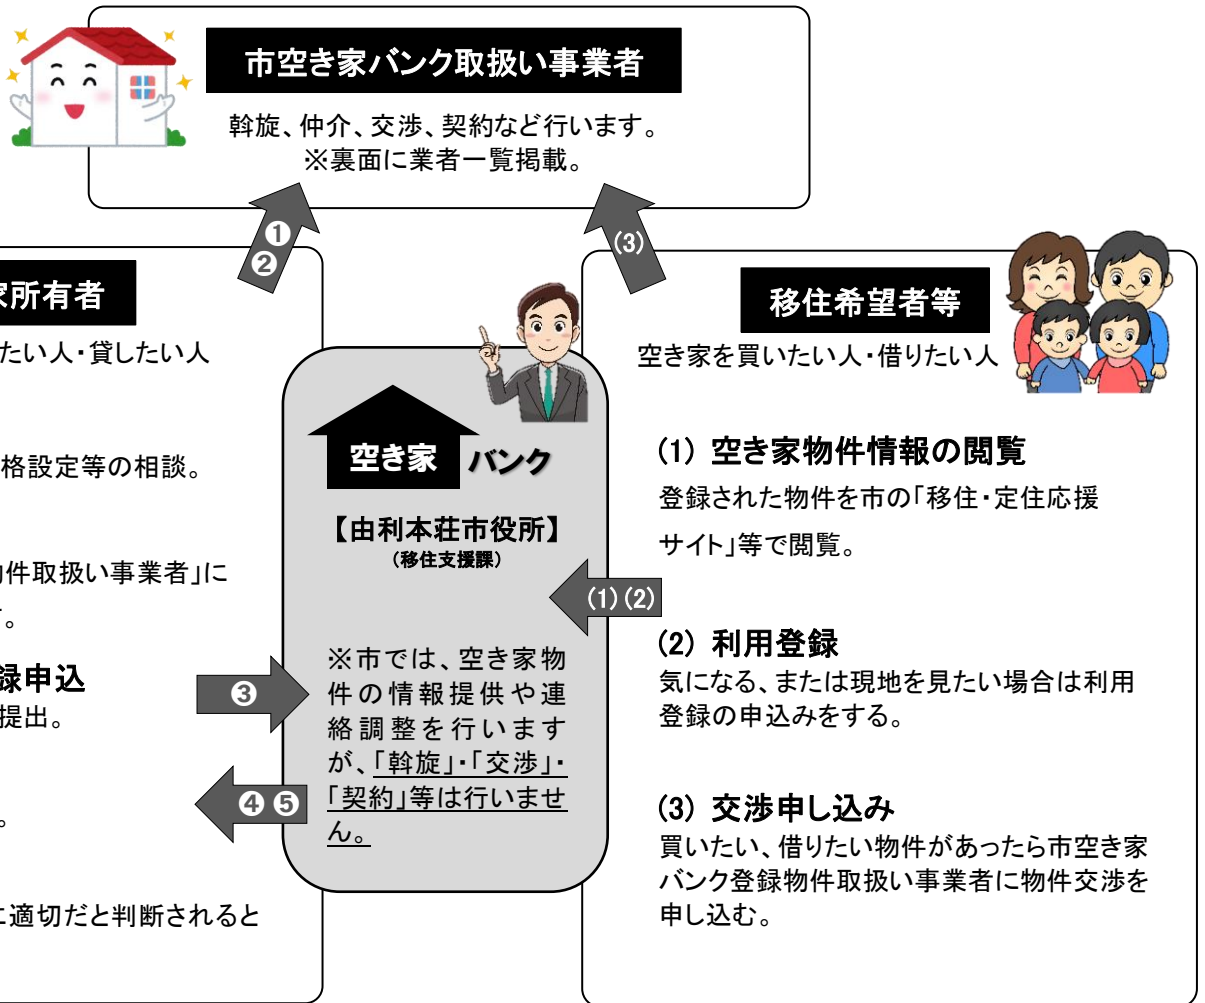 市空き家バンク取扱い事業者
斡旋、仲介、交渉、契約など行います。
※裏面に業者一覧掲載。
❶
❷
(3)
家所有者
たい人・貸したい人
格設定等の相談。
物件取扱い事業者」に
。
録申込
提出。
❸
❹ ❺
。
に適切だと判断されると
空き家 バンク
【由利本荘市役所】
(移住支援課)
※市では、空き家物
件の情報提供や連
絡調整を行います
が、「斡旋」・「交渉」・
「契約」等は行いませ
ん。
(1)(2)
移住希望者等
空き家を買いたい人・借りたい人
(1) 空き家物件情報の閲覧
登録された物件を市の「移住・定住応援
サイト」等で閲覧。
(2) 利用登録
気になる、または現地を見たい場合は利用
登録の申込みをする。
(3) 交渉申し込み
買いたい、借りたい物件があったら市空き家
バンク登録物件取扱い事業者に物件交渉を
申し込む。